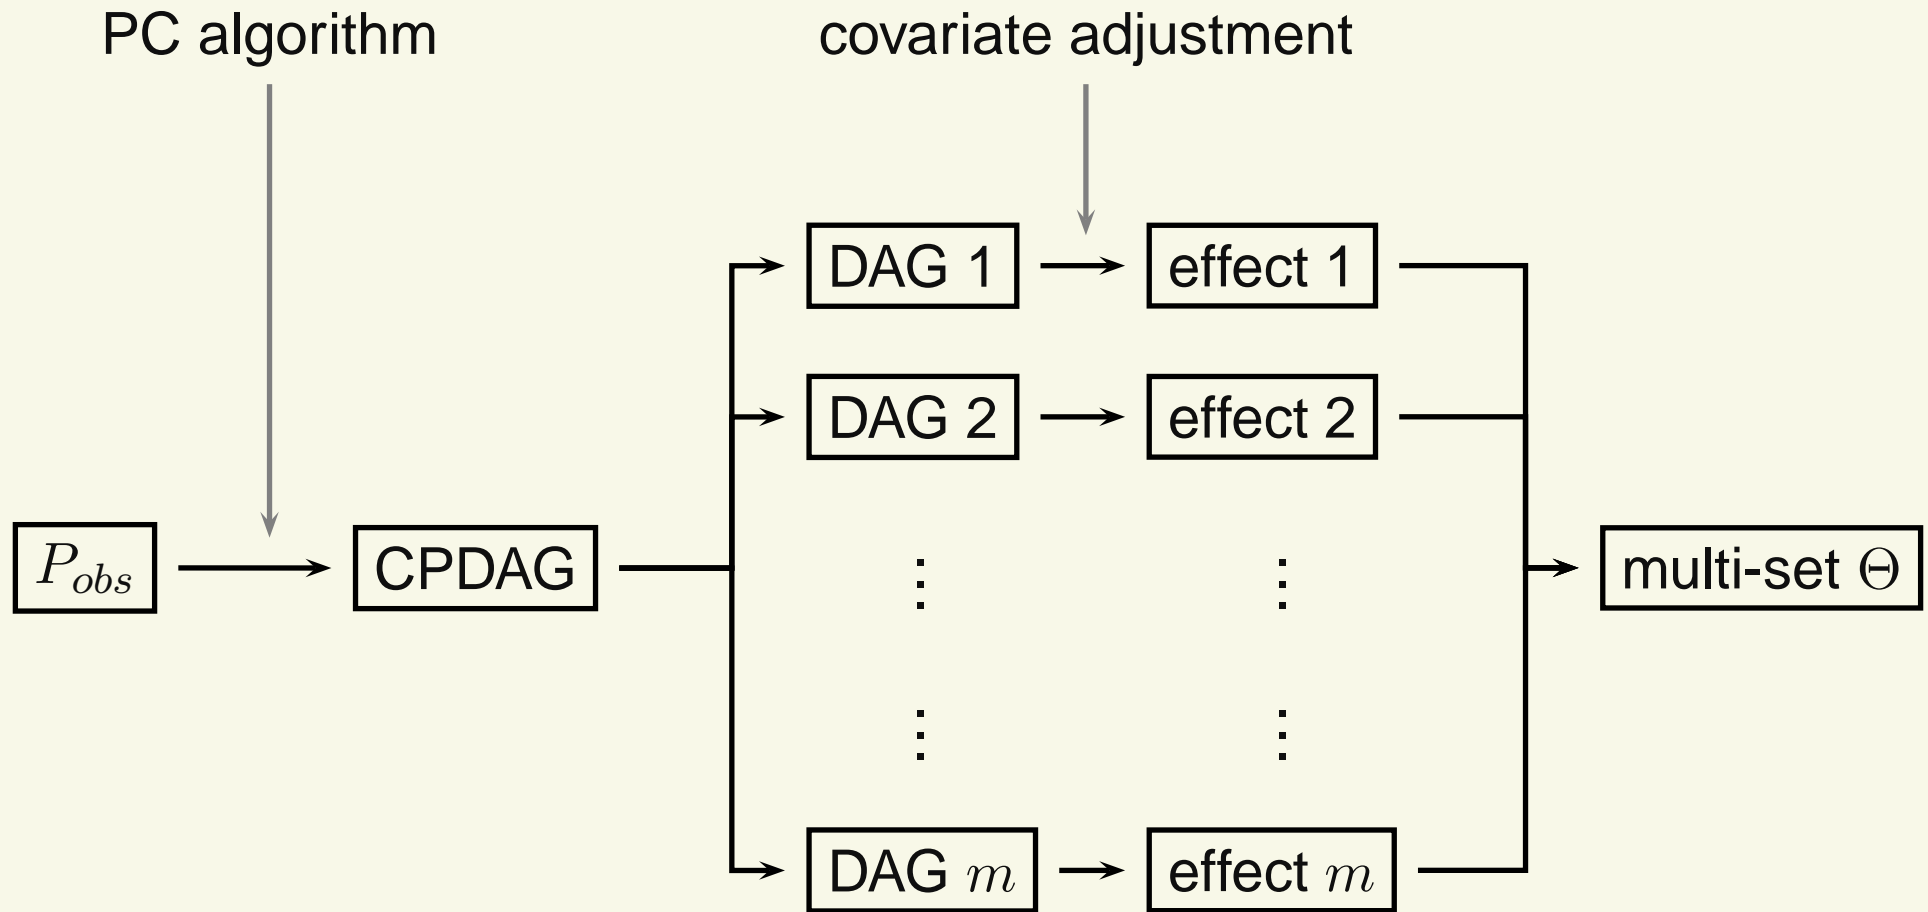 PC algorithm
covariate adjustment
DAG 1
effect 1
DAG 2
effect 2
P_obs
CPDAG
multi-set Θ
DAG m
effect m